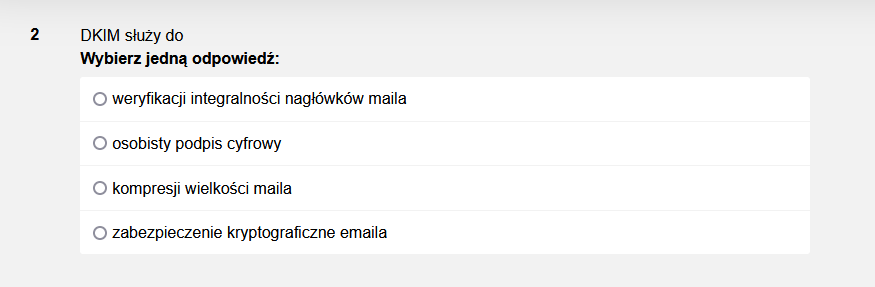 2 DKIM służy do
Wybierz jedną odpowiedź:
weryfikacji integralności nagłówków maila
osobisty podpis cyfrowy
kompresji wielkości maila
zabezpieczenie kryptograficzne emaila